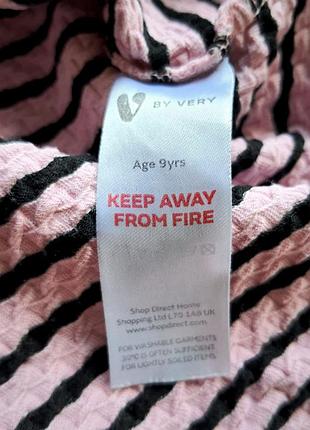 V BY VERY
Age 9yrs
KEEP AWAY
FROM FIRE
Shop Direct Home
Shopping Ltd L70 1AB UK
www.shopdirect.com
FOR WASHABLE GARMENTS
30°C IS OFTEN SUFFICIENT
FOR LIGHTLY SOILED ITEMS